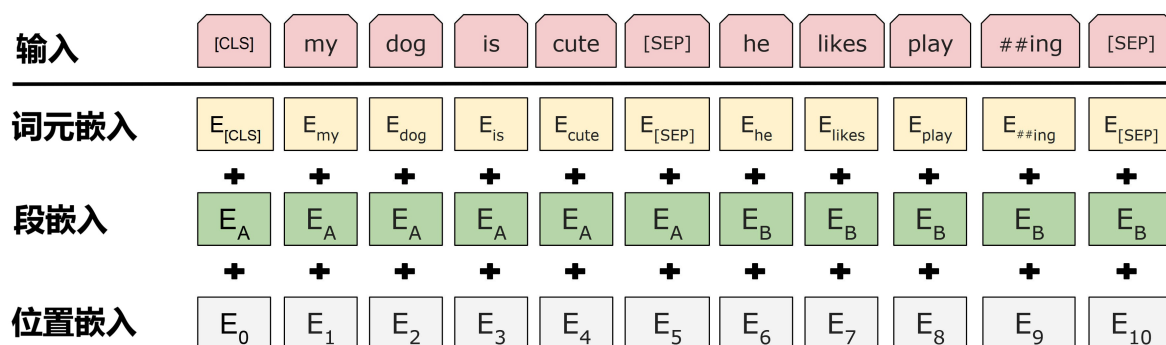 输入 [CLS] my dog is cute [SEP] he likes play ##ing [SEP]
词元嵌入 E[CLS] Emy Edog Eis Ecute E[SEP] Ehe Elikes Eplay E##ing E[SEP]
+ + + + + + + + + + +
段嵌入 EA EA EA EA EA EA EB EB EB EB EB
+ + + + + + + + + + +
位置嵌入 E0 E1 E2 E3 E4 E5 E6 E7 E8 E9 E10